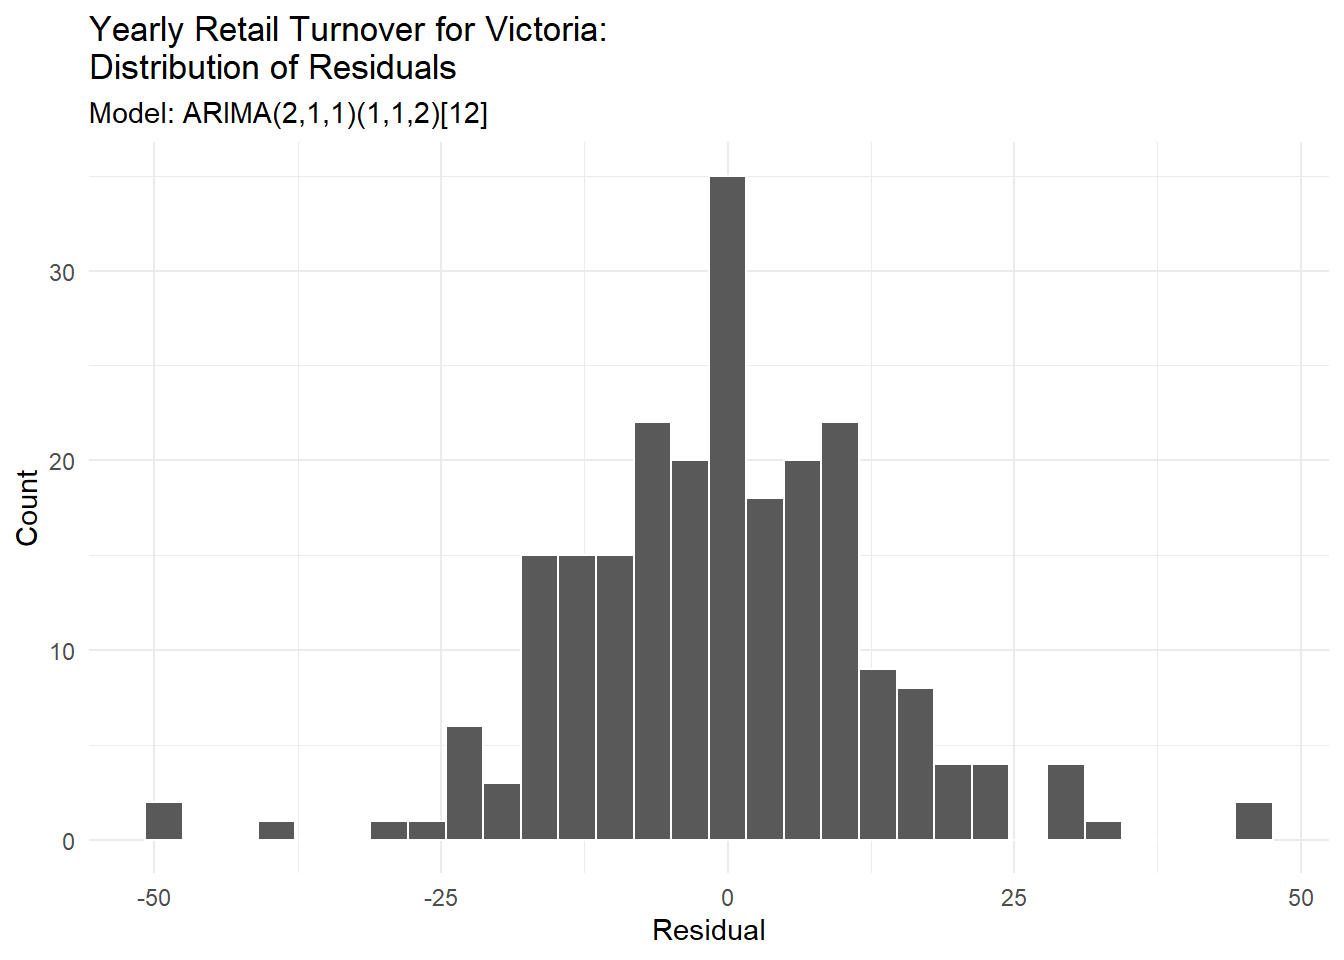 Yearly Retail Turnover for Victoria:
Distribution of Residuals
Model: ARIMA(2,1,1)(1,1,2)[12]
30
20
10
0
Count
-50
-25
0
25
50
Residual